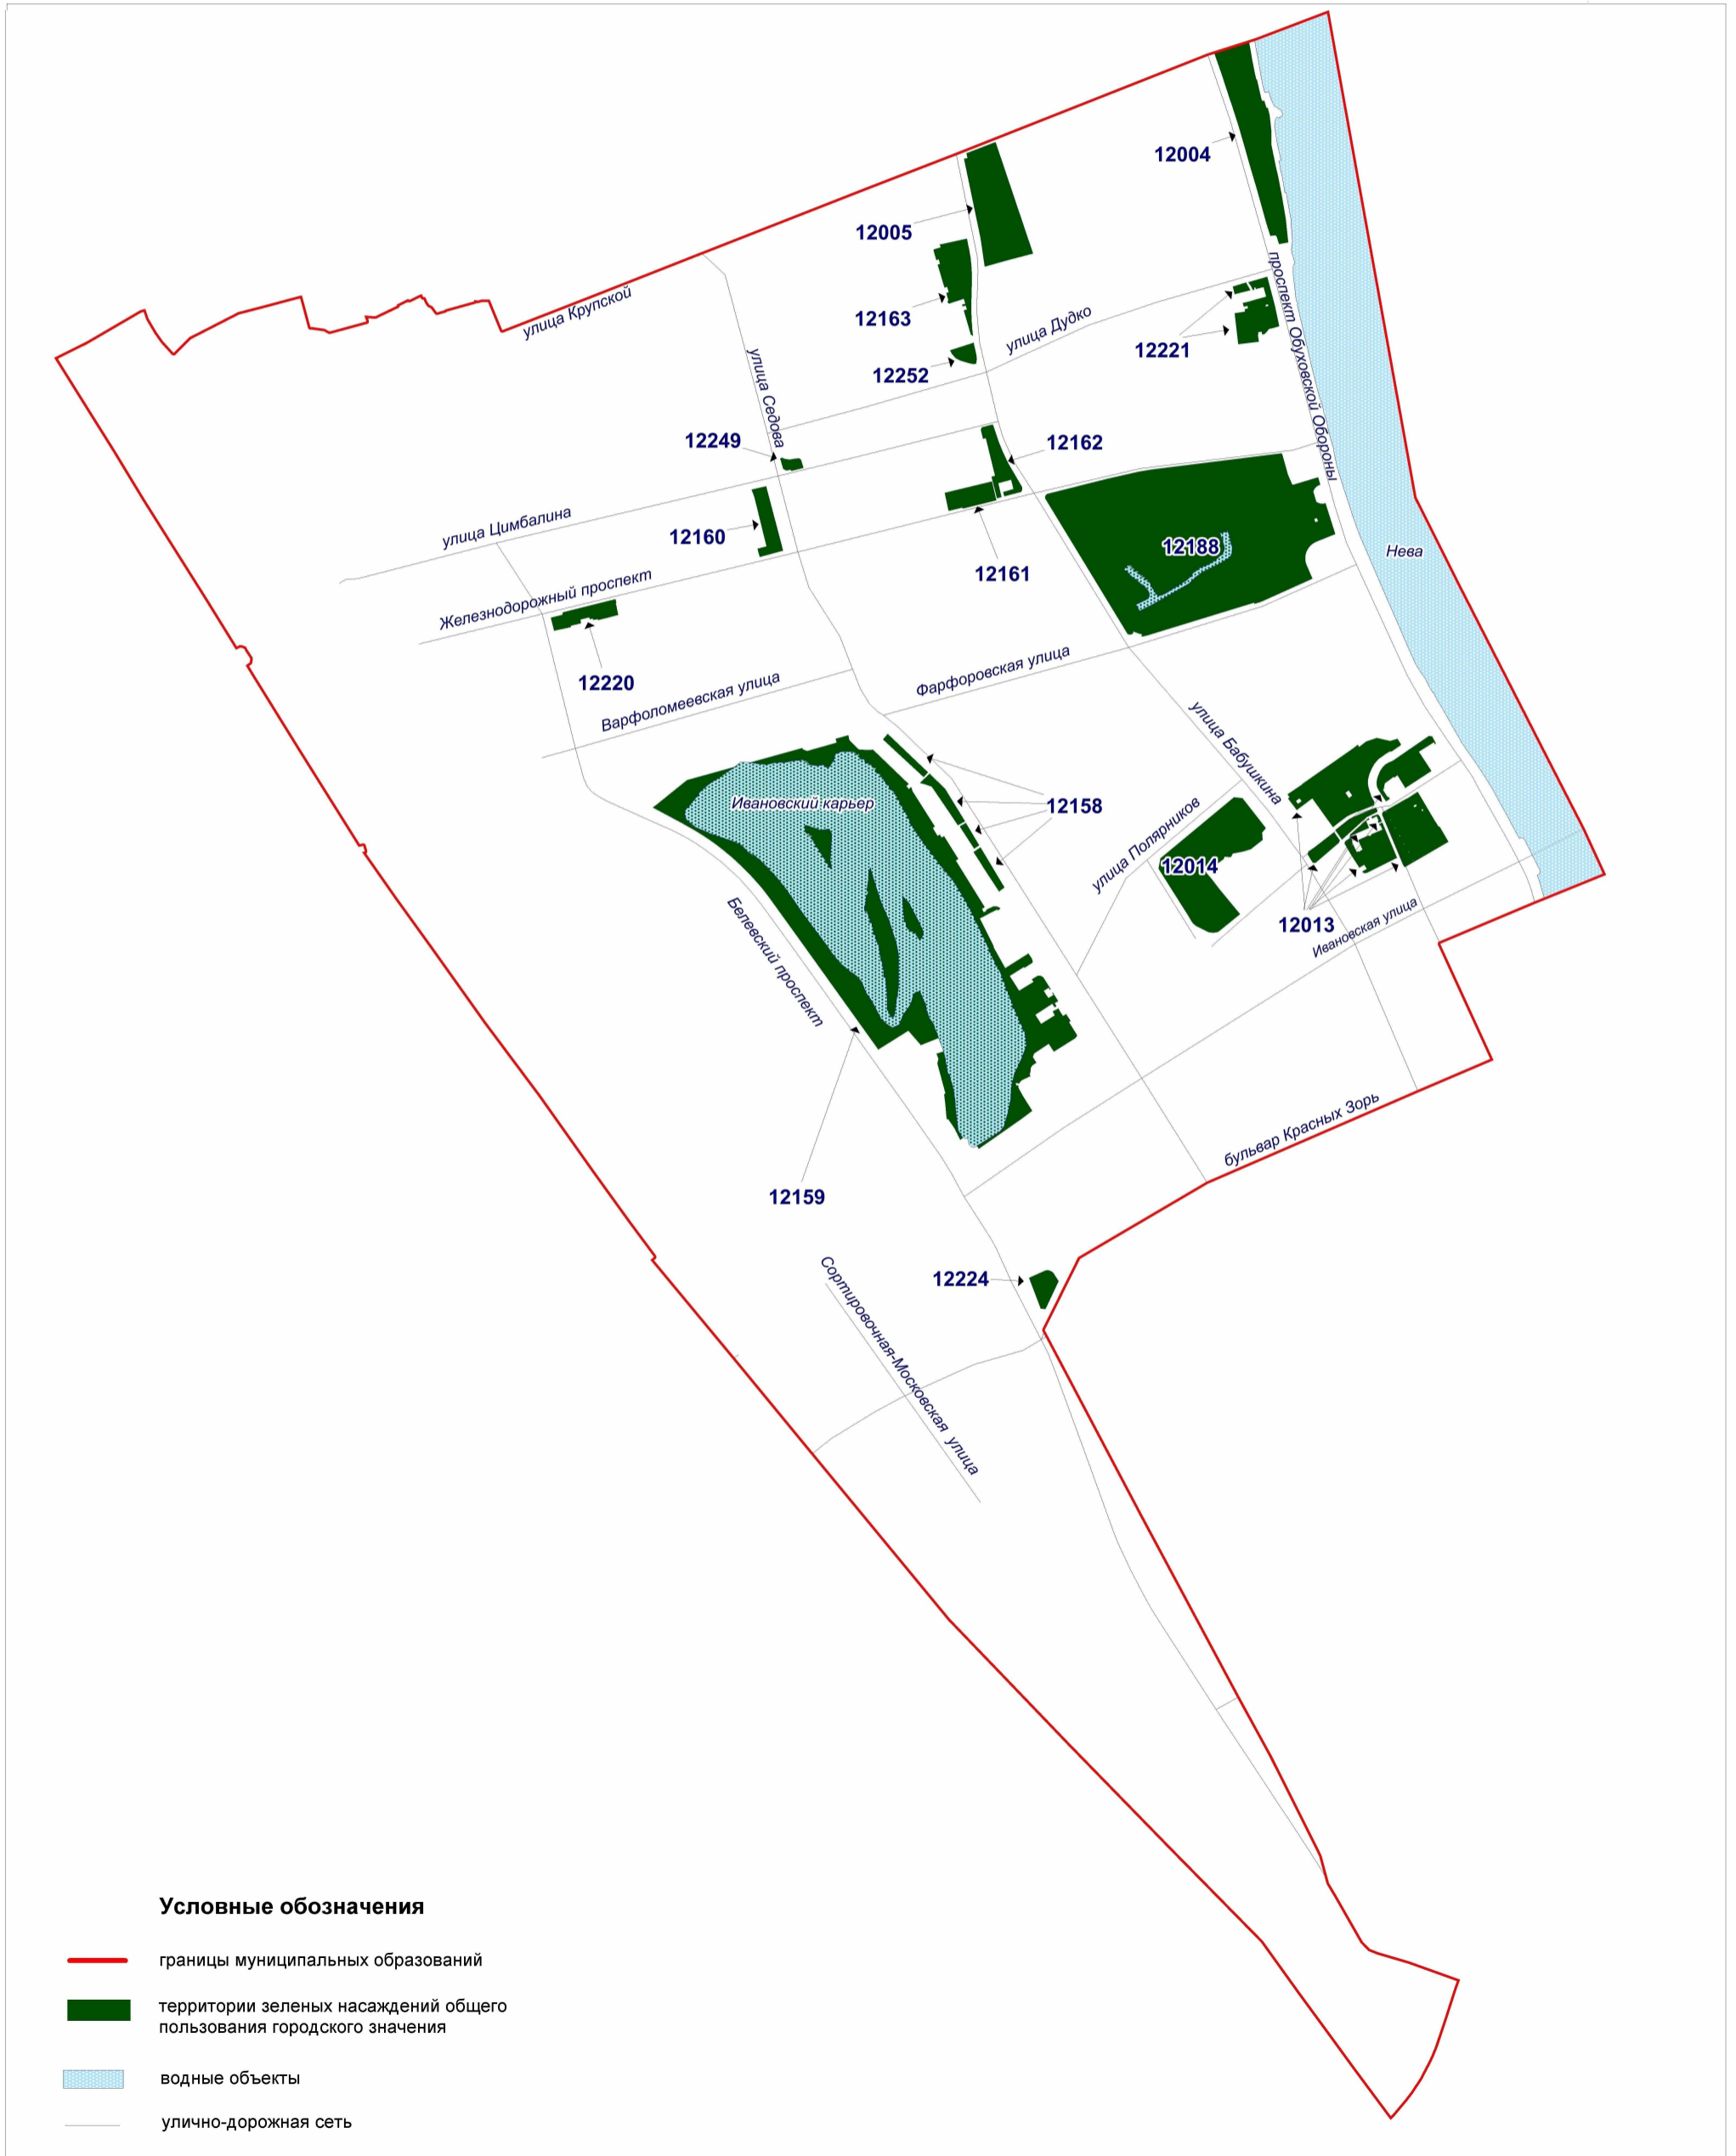 12004
12005
улица Крупской
12163
проспект Обуховской Обороны
улица Дудко
12221
12252
улица Седова
12249
12162
улица Цимбалина
12160
12188
Нева
12161
Железнодорожный проспект
12220
Фарфоровская улица
Варфоломеевская улица
улица Бабушкина
Ивановский карьер
12158
улица Полярников
12014
12013
Ивановская улица
Белевский проспект
бульвар Красных Зорь
12159
12224
Сортировочная-Московская улица
Условные обозначения
границы муниципальных образований
территории зеленых насаждений общего
пользования городского значения
водные объекты
улично-дорожная сеть